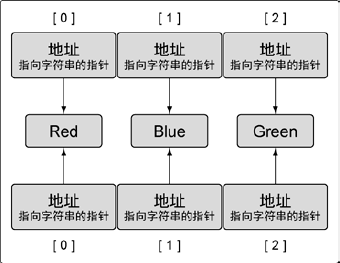 [ 0 ] [ 1 ] [ 2 ]
地址 地址 地址
指向字符串的指针 指向字符串的指针 指向字符串的指针
Red Blue Green
地址 地址 地址
指向字符串的指针 指向字符串的指针 指向字符串的指针
[ 0 ] [ 1 ] [ 2 ]